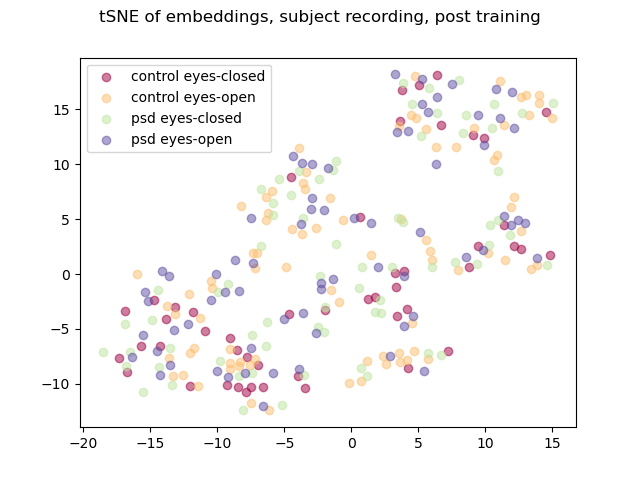 tSNE of embeddings, subject recording, post training
control eyes-closed
control eyes-open
psd eyes-closed
psd eyes-open
15
10
5
0
−5
−10
−20 −15 −10 −5 0 5 10 15